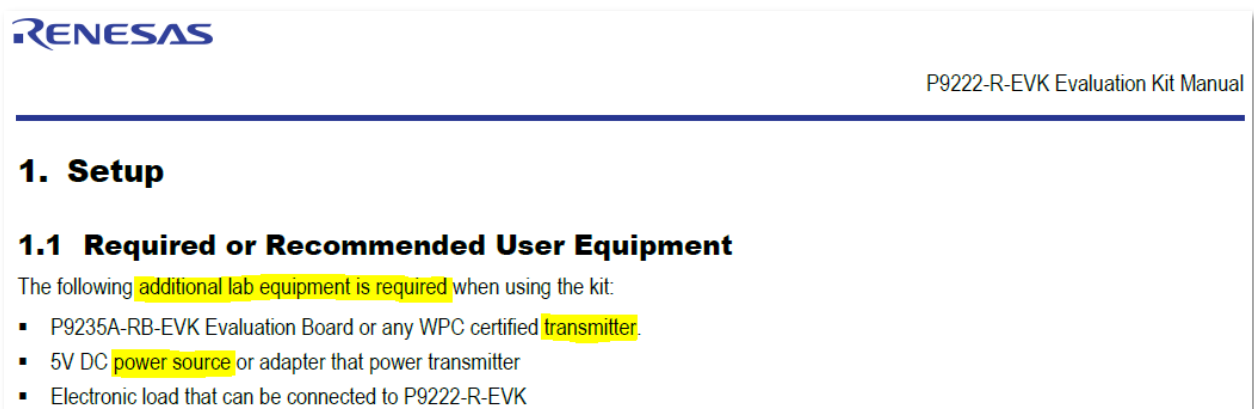 RENESAS
P9222-R-EVK Evaluation Kit Manual
1. Setup
1.1 Required or Recommended User Equipment
The following additional lab equipment is required when using the kit:
▪ P9235A-RB-EVK Evaluation Board or any WPC certified transmitter.
▪ 5V DC power source or adapter that power transmitter
▪ Electronic load that can be connected to P9222-R-EVK